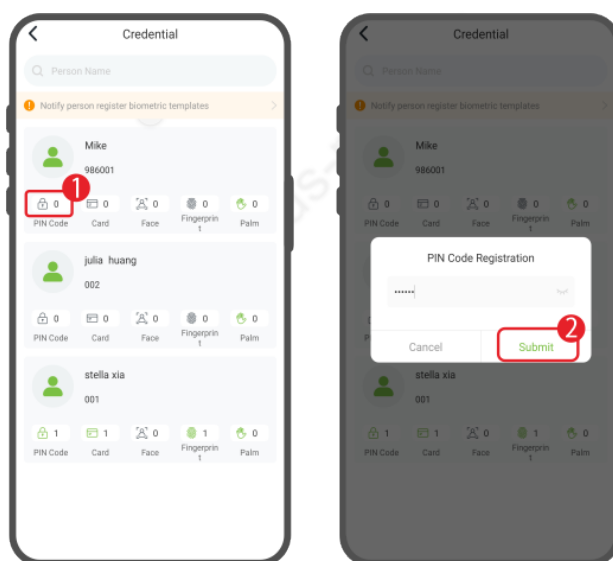 Credential
Person Name
Notify person register biometric templates
Mike
986001
1
0 0 0 0 0
PIN Code Card Face Fingerprin
t Palm
julia huang
002
0 0 0 0 0
PIN Code Card Face Fingerprin
t Palm
stella xia
001
1 1 0 1 0
PIN Code Card Face Fingerprin
t Palm
Credential
Person Name
Notify person register biometric templates
Mike
986001
0 0 0 0 0
PIN Code Card Face Fingerprin
t Palm
PIN Code Registration
••••••
Cancel Submit
2
stella xia
001
1 1 0 1 0
PIN Code Card Face Fingerprin
t Palm